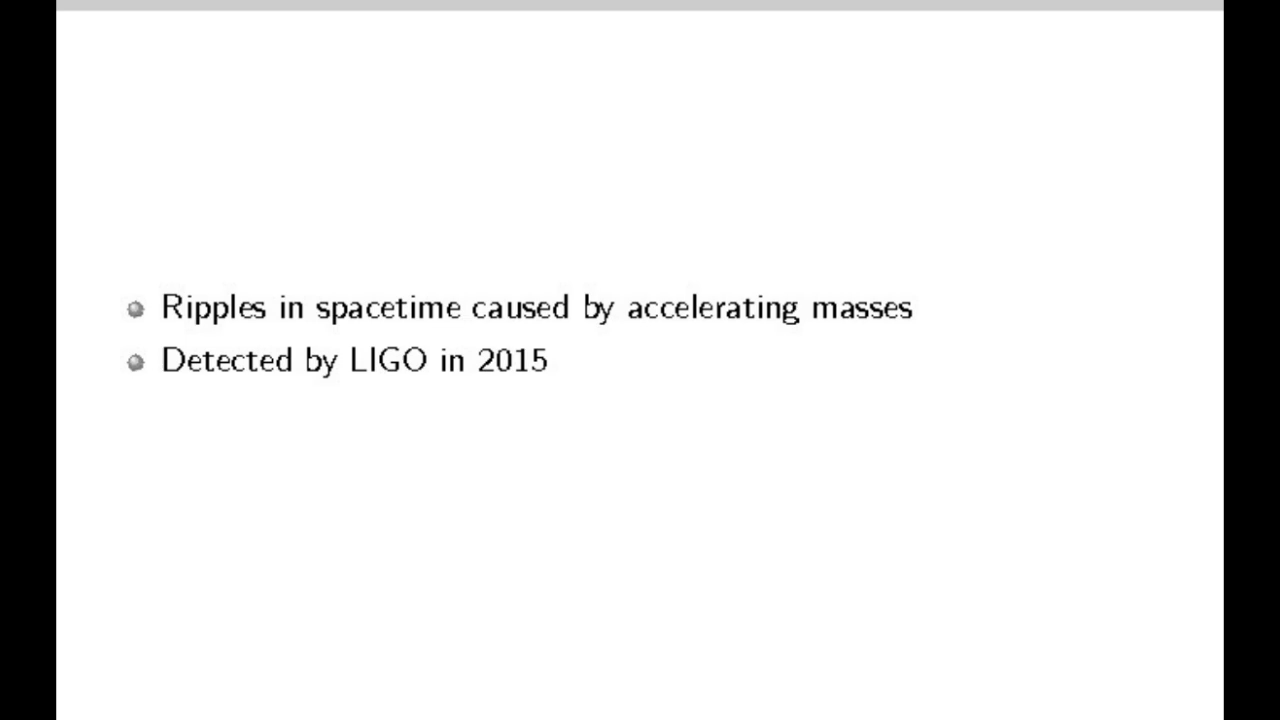 Ripples in spacetime caused by accelerating masses
Detected by LIGO in 2015